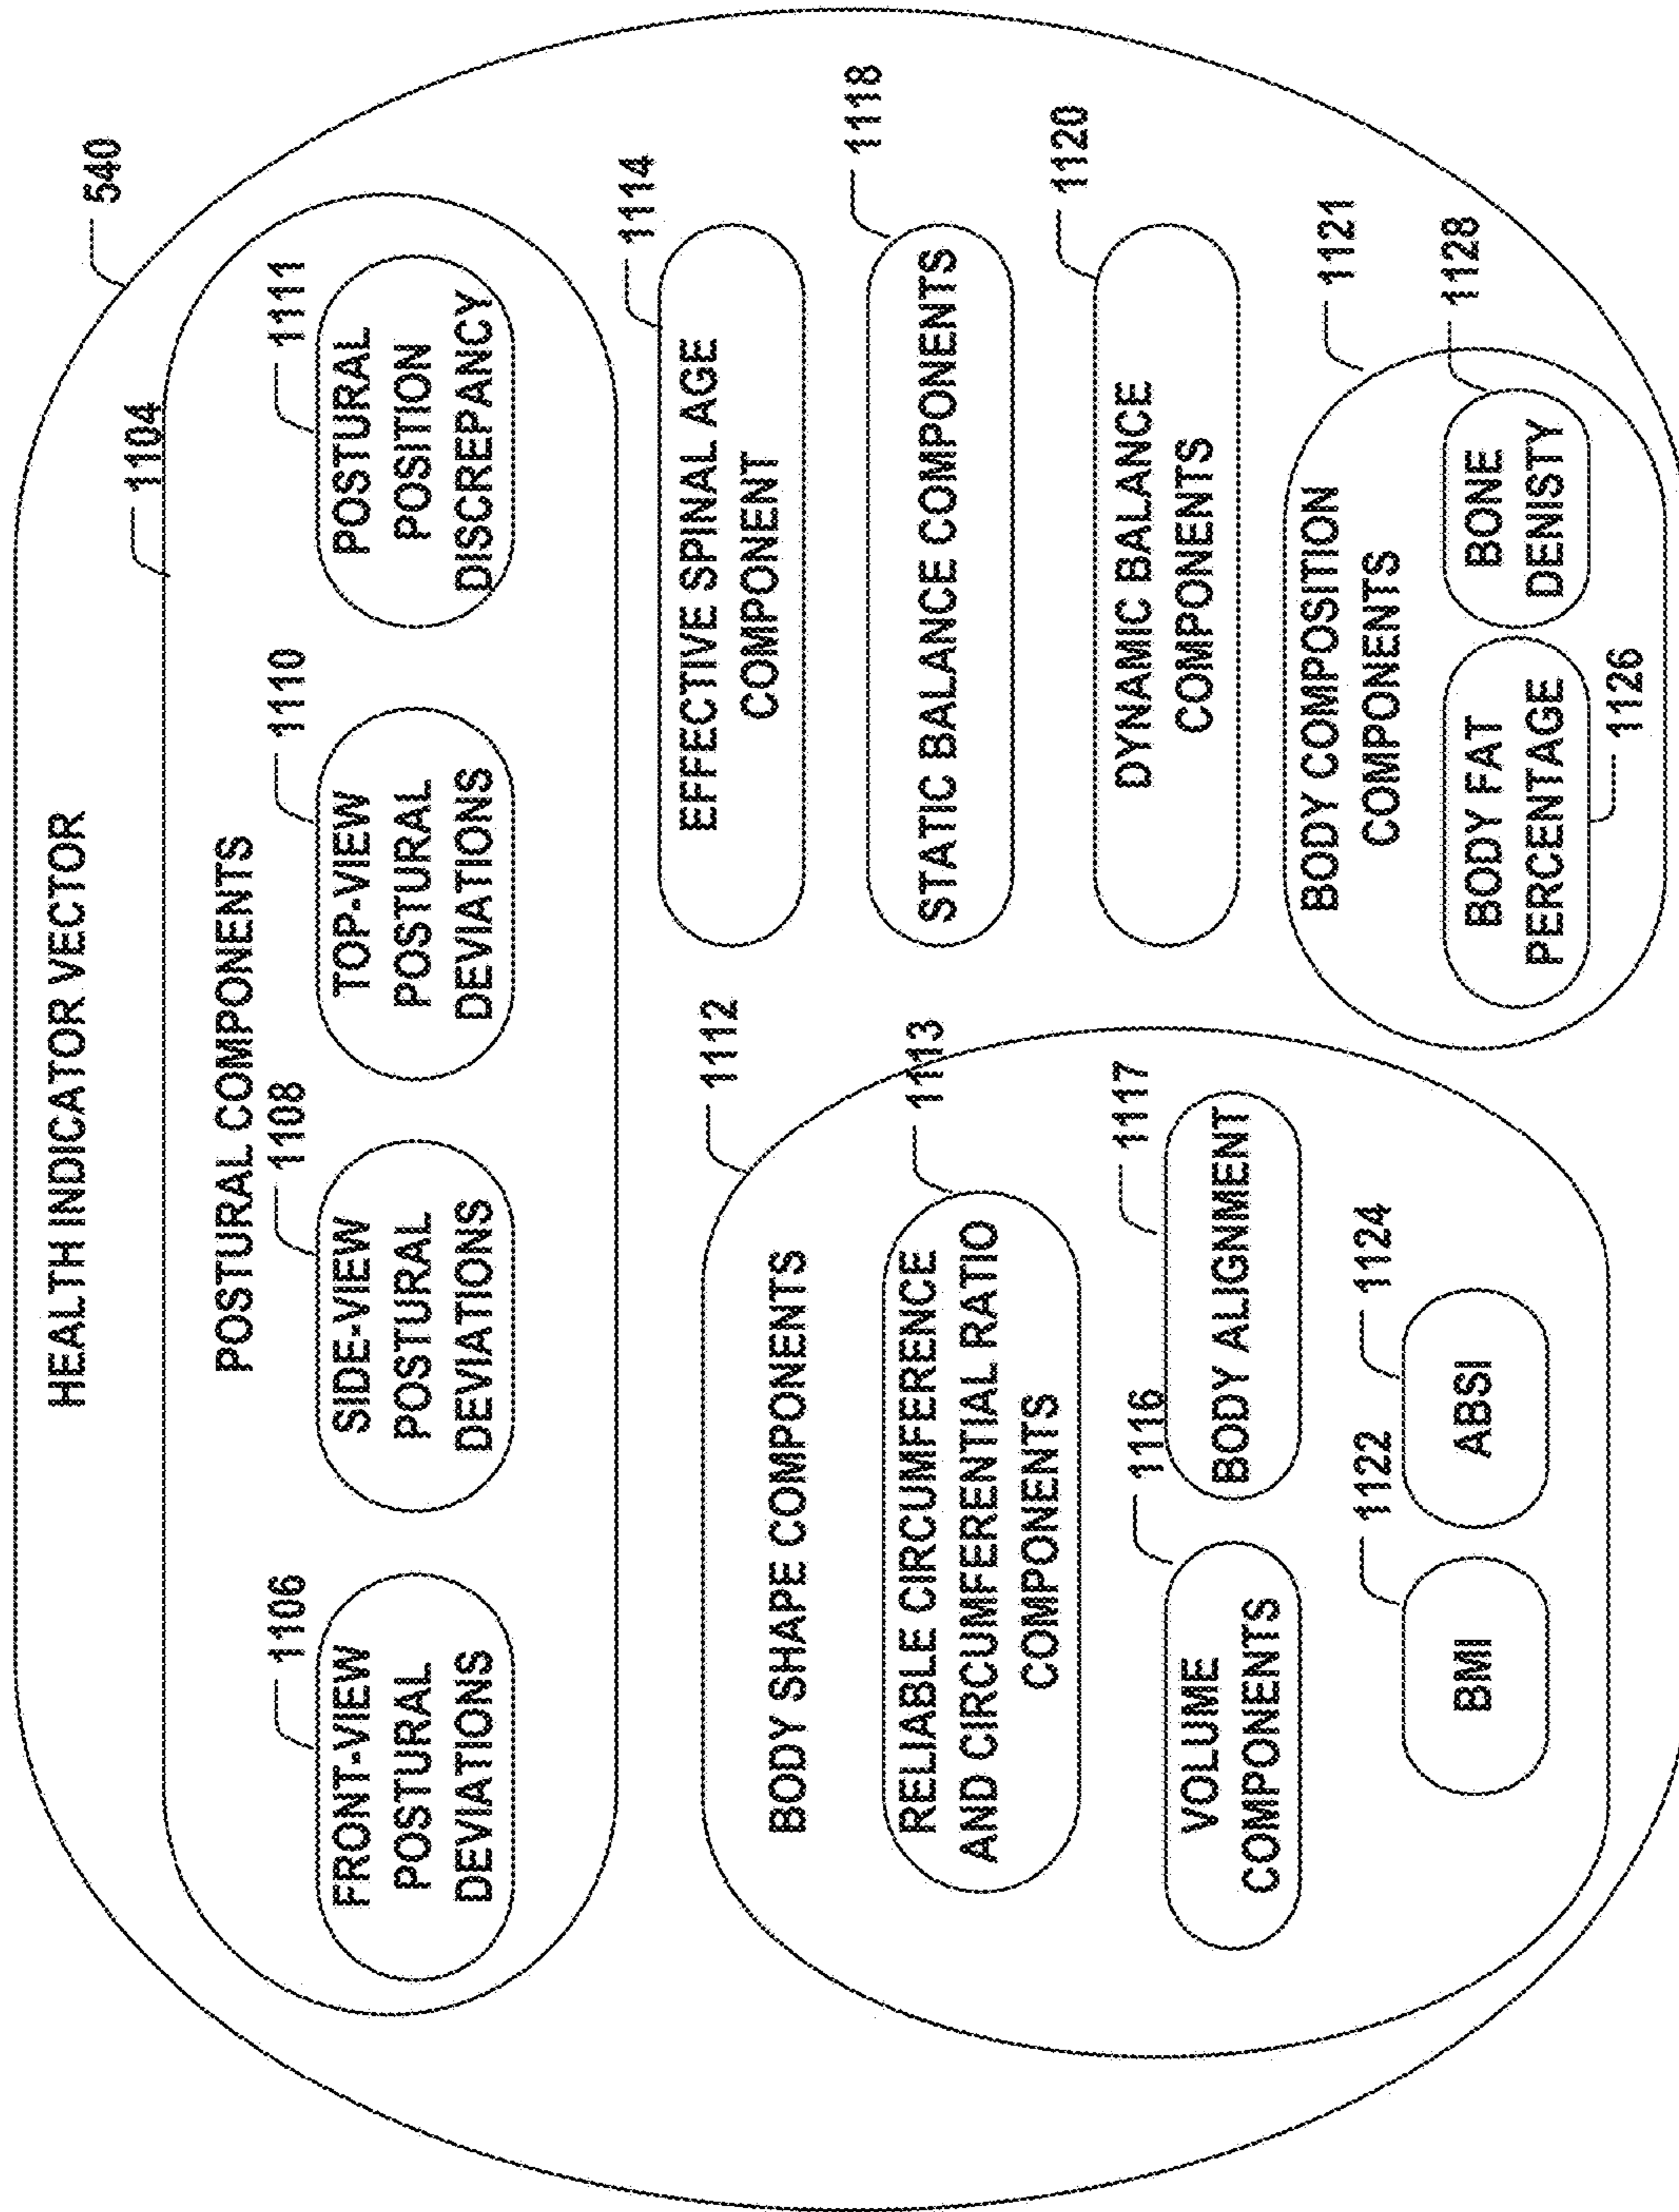 HEALTH INDICATOR VECTOR
540
POSTURAL COMPONENTS
1104
1106
FRONT-VIEW
POSTURAL
DEVIATIONS
1108
SIDE-VIEW
POSTURAL
DEVIATIONS
1110
TOP-VIEW
POSTURAL
DEVIATIONS
1111
POSTURAL
POSITION
DISCREPANCY
1112
BODY SHAPE COMPONENTS
1113
RELIABLE CIRCUMFERENCE
AND CIRCUMFERENTIAL RATIO
COMPONENTS
1116
VOLUME
COMPONENTS
1117
BODY ALIGNMENT
1122
BMI
1124
ABSI
1114
EFFECTIVE SPINAL AGE
COMPONENT
1118
STATIC BALANCE COMPONENTS
1120
DYNAMIC BALANCE
COMPONENTS
1121
BODY COMPOSITION
COMPONENTS
BODY FAT
PERCENTAGE
1126
1128
BONE
DENISTY